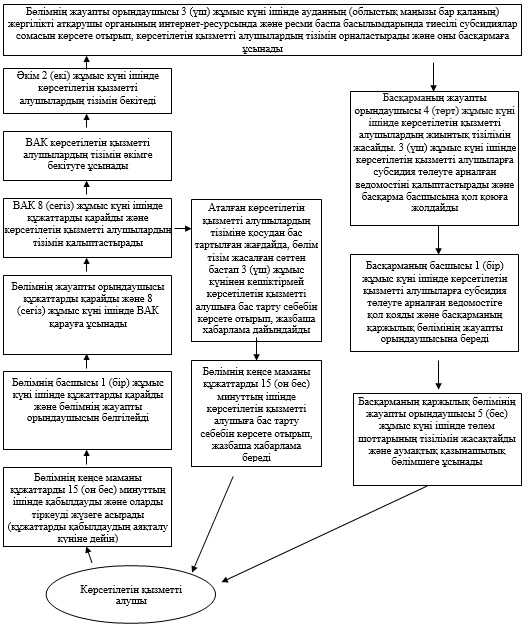 Бөлімнің жауапты орындаушысы 3 (үш) жұмыс күні ішінде ауданның (облыстық маңызы бар қаланың)
жергілікті атқарушы органының интернет-ресурсында және ресми баспа басылымдарында тиесілі субсидиялар
сомасын көрсете отырып, көрсетілетін қызметті алушылардың тізімін орналастырады және оны басқармаға
ұсынады
Әкім 2 (екі) жұмыс күні ішінде
көрсетілетін қызметті
алушылардың тізімін бекітеді
ВАК көрсетілетін қызметті
алушылардың тізімін әкімге
бекітуге ұсынады
ВАК 8 (сегіз) жұмыс күні ішінде
құжаттарды қарайды және
көрсетілетін қызметті алушылардың
тізімін қалыптастырады
Бөлімнің жауапты орындаушысы
құжаттарды қарайды және 8
(сегіз) жұмыс күні ішінде ВАК
қарауға ұсынады
Бөлімнің басшысы 1 (бір) жұмыс
күні ішінде құжаттарды қарайды
және бөлімнің жауапты
орындаушысын белгілейді
Бөлімнің кеңсе маманы
құжаттарды 15 (он бес) минуттың
ішінде қабылдауды және оларды
тіркеуді жүзеге асырады
(құжаттарды қабылдаудың аяқталу
күніне дейін)
Аталған көрсетілетін
қызметті алушылардың
тізіміне қосудан бас
тартылған жағдайда, бөлім
тізім жасалған сәттен
бастап 3 (үш) жұмыс
күнінен кешіктірмей
көрсетілетін қызметті
алушыға бас тарту себебін
көрсете отырып, жазбаша
хабарлама дайындайды
Бөлімнің кеңсе маманы
құжаттарды 15 (он бес)
минуттың ішінде
көрсетілетін қызметті
алушыға бас тарту
себебін көрсете отырып,
жазбаша хабарлама
береді
Басқарманың жауапты
орындаушысы 4 (төрт) жұмыс күні
ішінде көрсетілетін қызметті
алушылардың жиынтық тізілімін
жасайды. 3 (үш) жұмыс күні ішінде
көрсетілетін қызметті алушыларға
субсидия төлеуге арналған
ведомостіні қалыптастырады және
басқарма басшысына қол қоюға
жолдайды
Басқарманың басшысы 1 (бір)
жұмыс күні ішінде көрсетілетін
қызметті алушыларға субсидия
төлеуге арналған ведомостіге қол
қояды және басқарманың
қаржылық бөлімінің жауапты
орындаушысына береді
Басқарманың қаржылық бөлімінің
жауапты орындаушысы 5 (бес)
жұмыс күні ішінде төлем
шоттарының тізілімін жасақтайды
және аумақтық қазынашылық
бөлімшеге ұсынады
Көрсетілетін қызметті
алушы